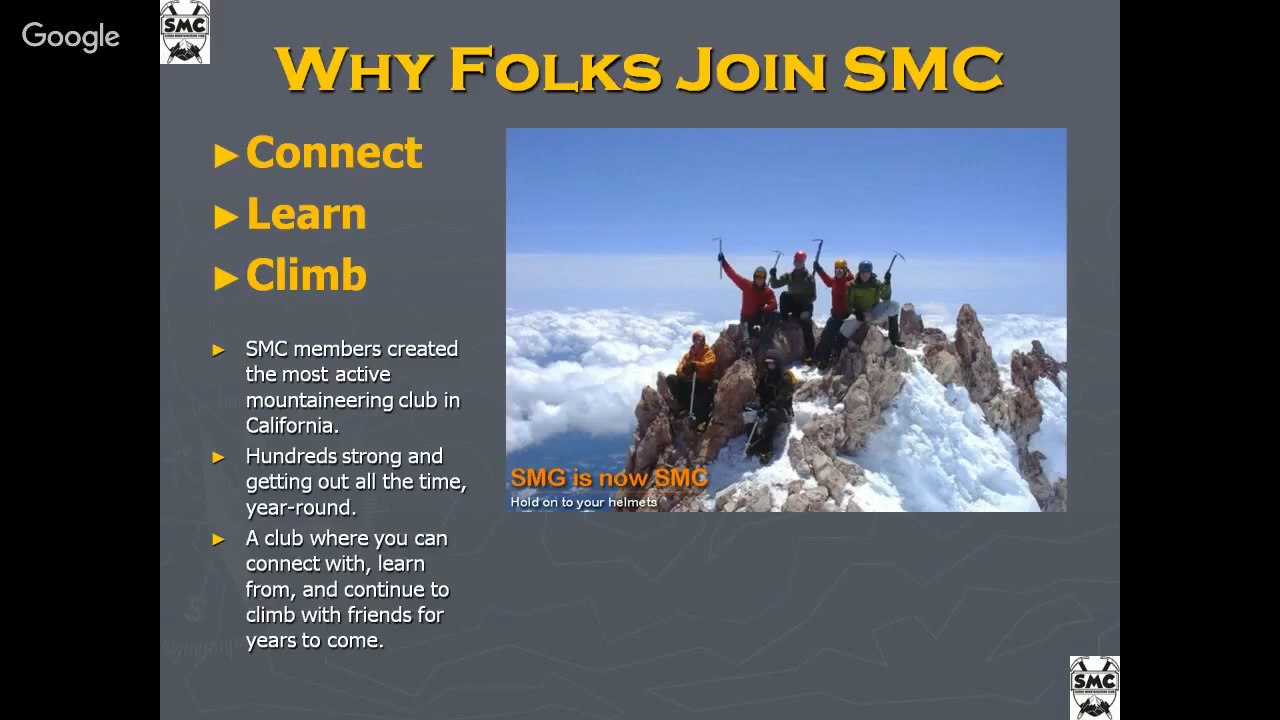 Google
SMC
WHY FOLKS JOIN SMC
►Connect
►Learn
►Climb
► SMC members created
the most active
mountaineering club in
California.
► Hundreds strong and
getting out all the time,
year-round.
► A club where you can
connect with, learn
from, and continue to
climb with friends for
years to come.
SMG is now SMC
Hold on to your helmets
SMC